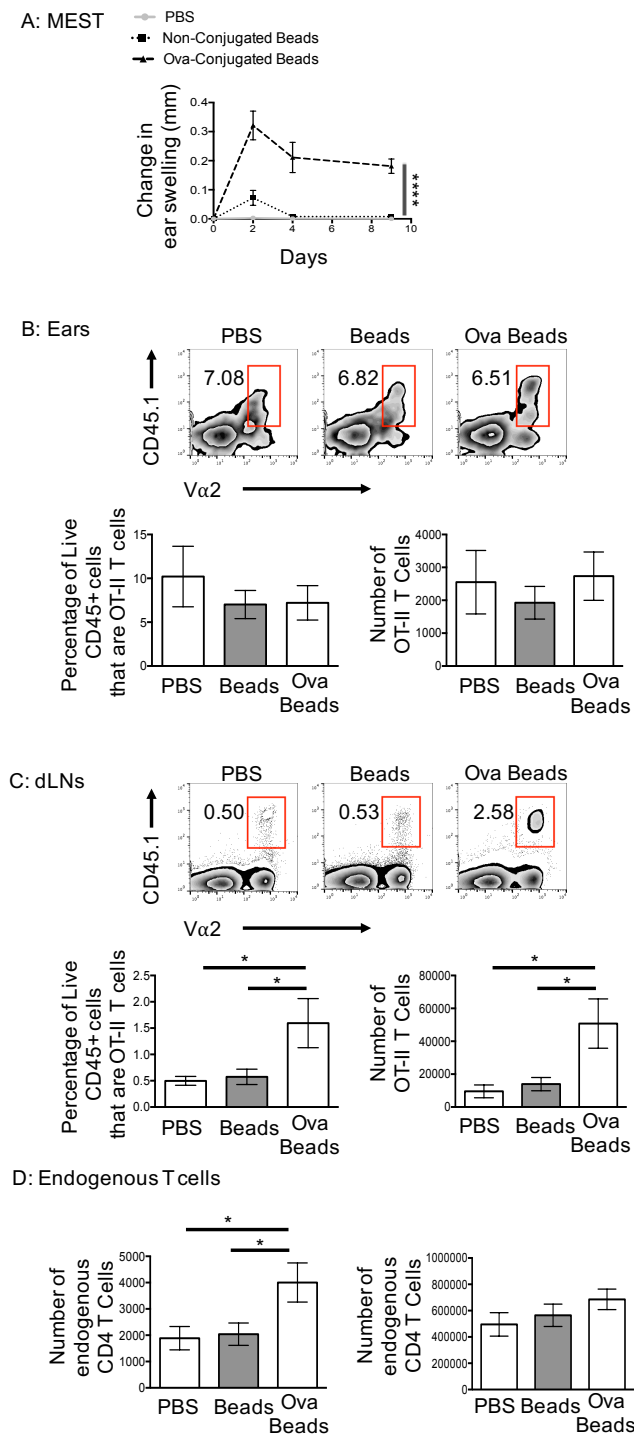 A: MEST
PBS
Non-Conjugated Beads
Ova-Conjugated Beads
Change in
ear swelling (mm)
0.4
0.3
0.2
0.1
0.0
0 2 4 6 8 10
Days
****
B: Ears
PBS Beads Ova Beads
CD45.1
7.08 6.82 6.51
Vα2
Percentage of Live
CD45+ cells
that are OT-II T cells
15
10
5
0
PBS Beads Ova
Beads
Number of
OT-II T Cells
4000
3000
2000
1000
0
PBS Beads Ova
Beads
C: dLNs
PBS Beads Ova Beads
CD45.1
0.50 0.53 2.58
Vα2
Percentage of Live
CD45+ cells
that are OT-II T cells
2.5
2.0
1.5
1.0
0.5
0.0
*
*
PBS Beads Ova
Beads
Number of
OT-II T Cells
80000
60000
40000
20000
0
*
*
PBS Beads Ova
Beads
D: Endogenous T cells
Number of
endogenous
CD4 T Cells
5000
4000
3000
2000
1000
0
*
*
PBS Beads Ova
Beads
Number of
endogenous
CD4 T Cells
1000000
800000
600000
400000
200000
0
PBS Beads Ova
Beads